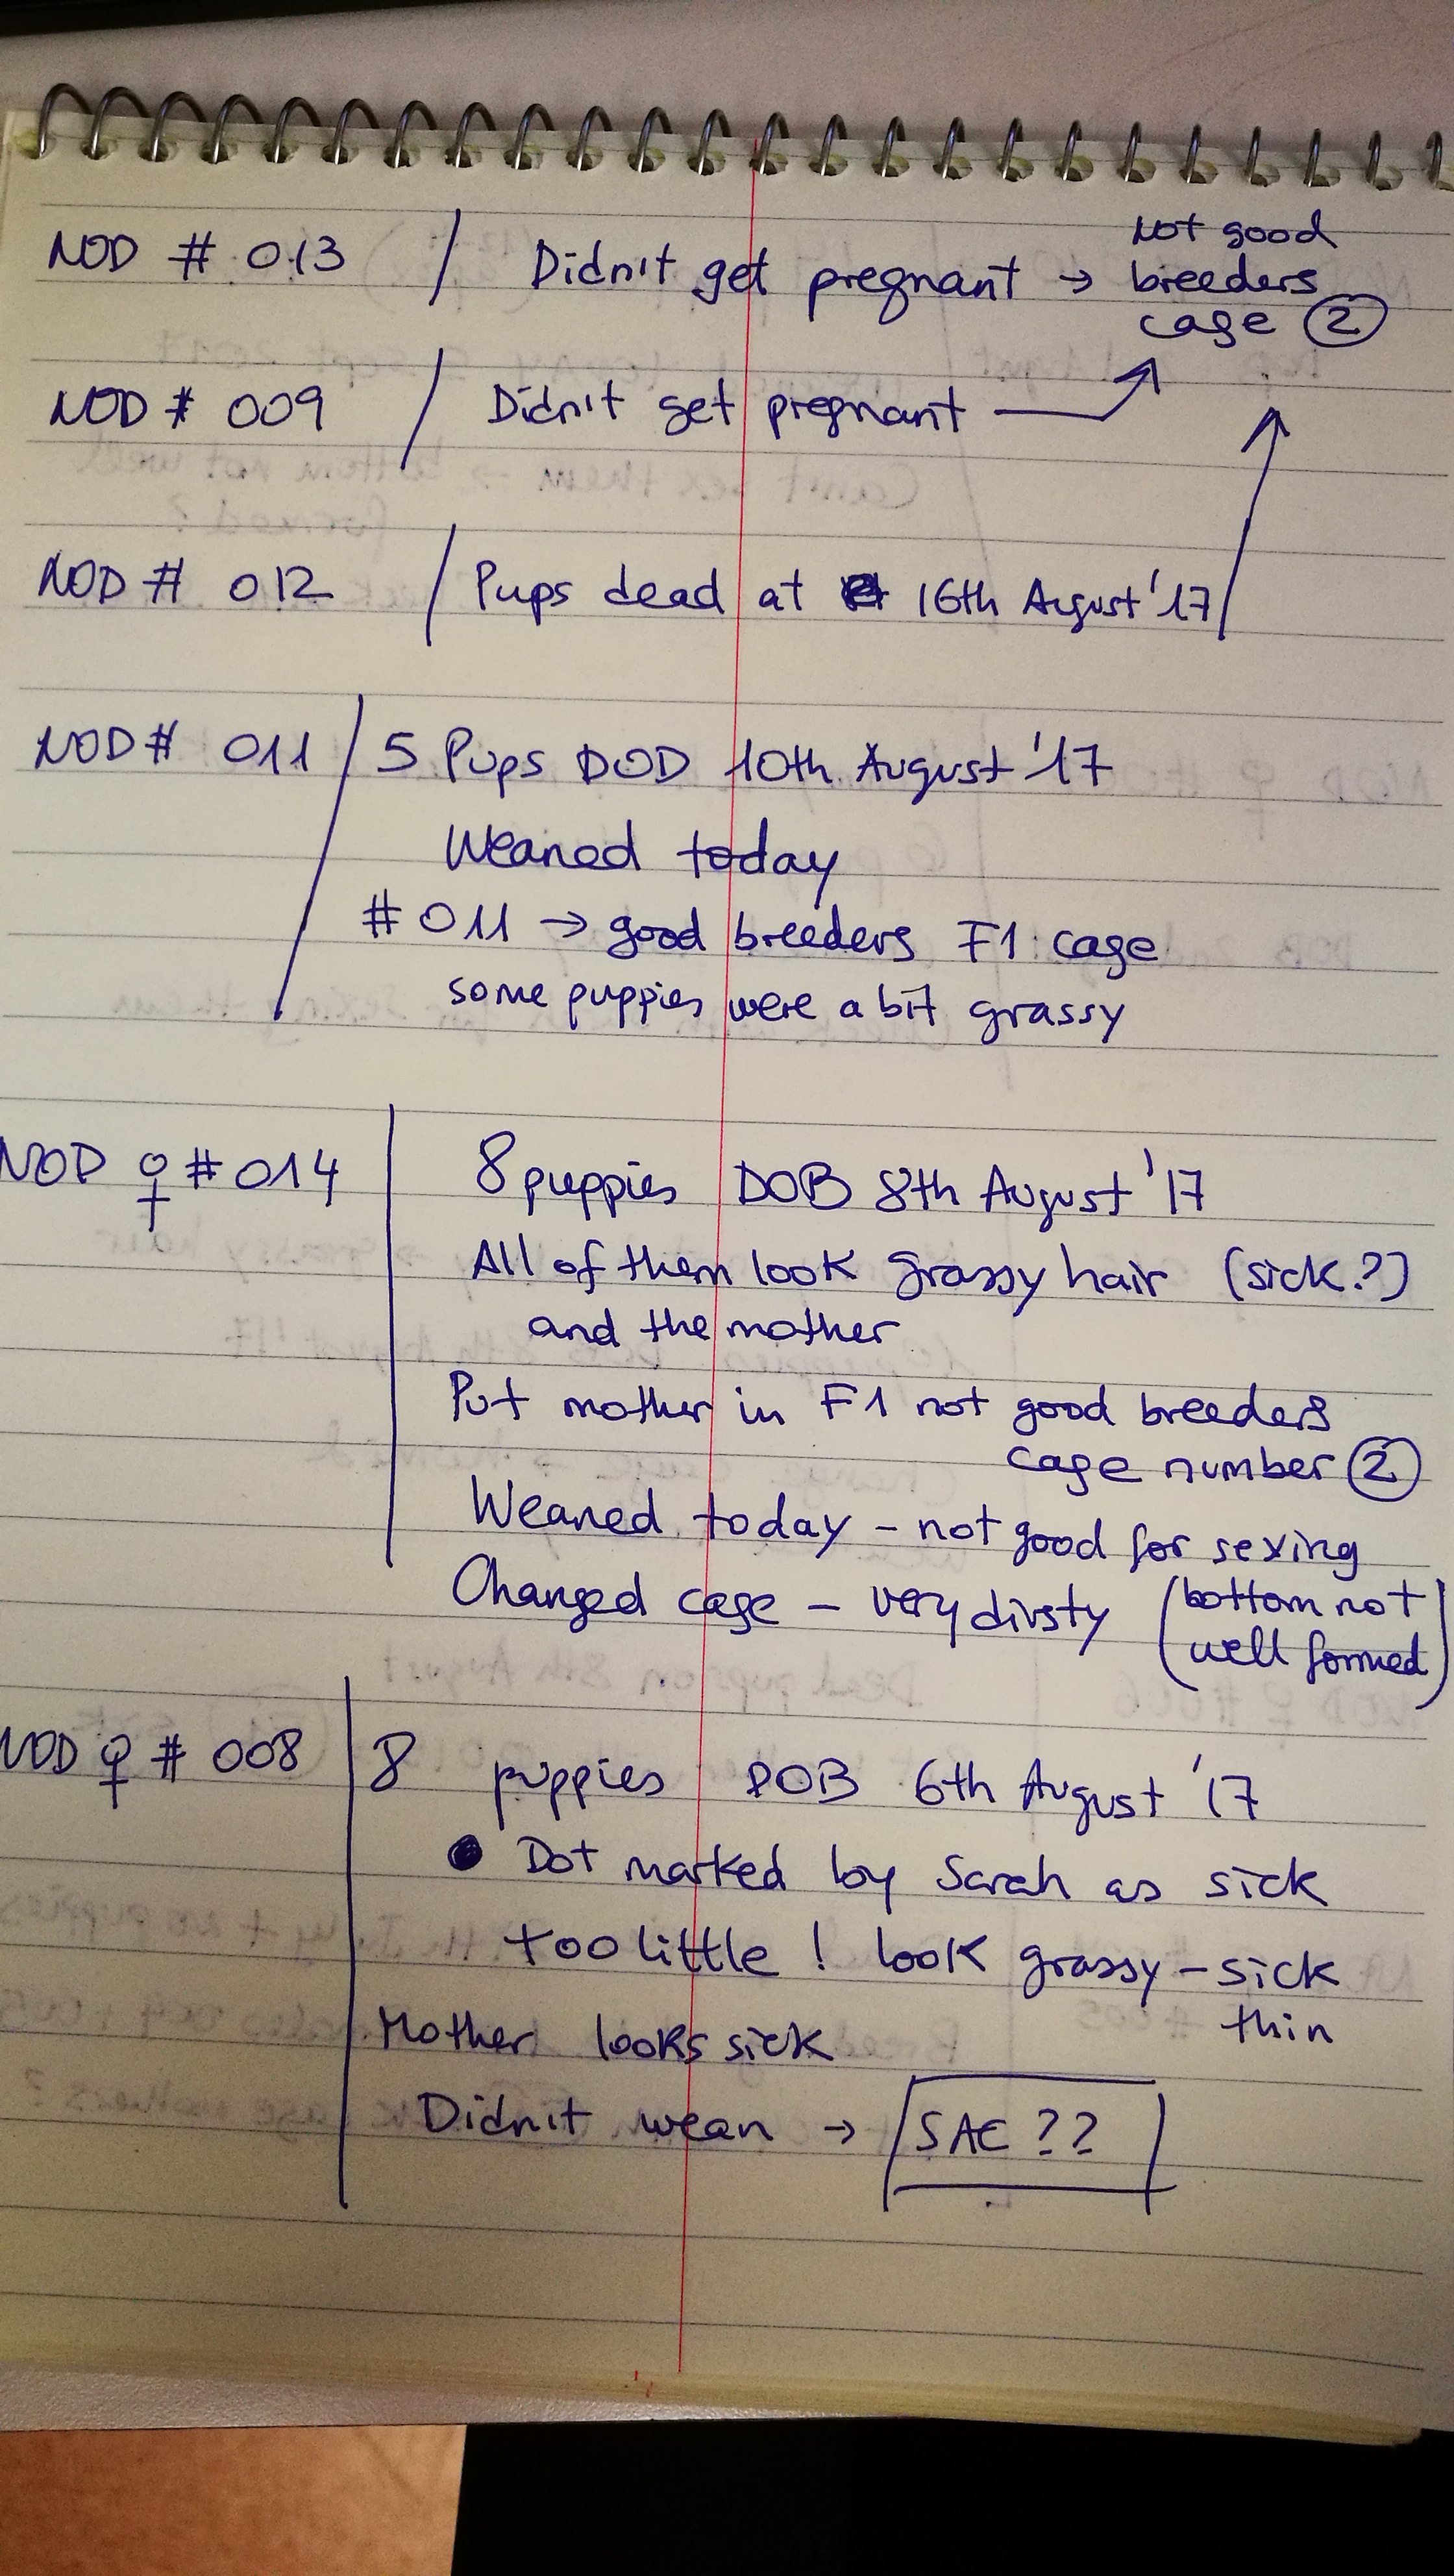 NOD # 013 / Didn't get pregnant → Not good
breeders
cage ②
NOD # 009 / Didn't get pregnant
NOD # 012 / Pups dead at 16th August '17
NOD # 011 / 5 Pups DOD 10th August '17
Weaned today
# 011 → good breeders F1 cage
some puppies were a bit grassy
NOD ♀ # 014 | 8 puppies DOB 8th August '17
All of them look grassy hair (sick?)
and the mother
Put mother in F1 not good breeders
cage number ②
Weaned today - not good for sexing
Changed cage - very dirsty (bottom not
well formed)
NOD ♀ # 008 | 8 puppies DOB 6th August '17
• Dot marked by Sarah as sick
too little! look grassy - sick
thin
Mother looks sick
Didn't wean → SAE ??